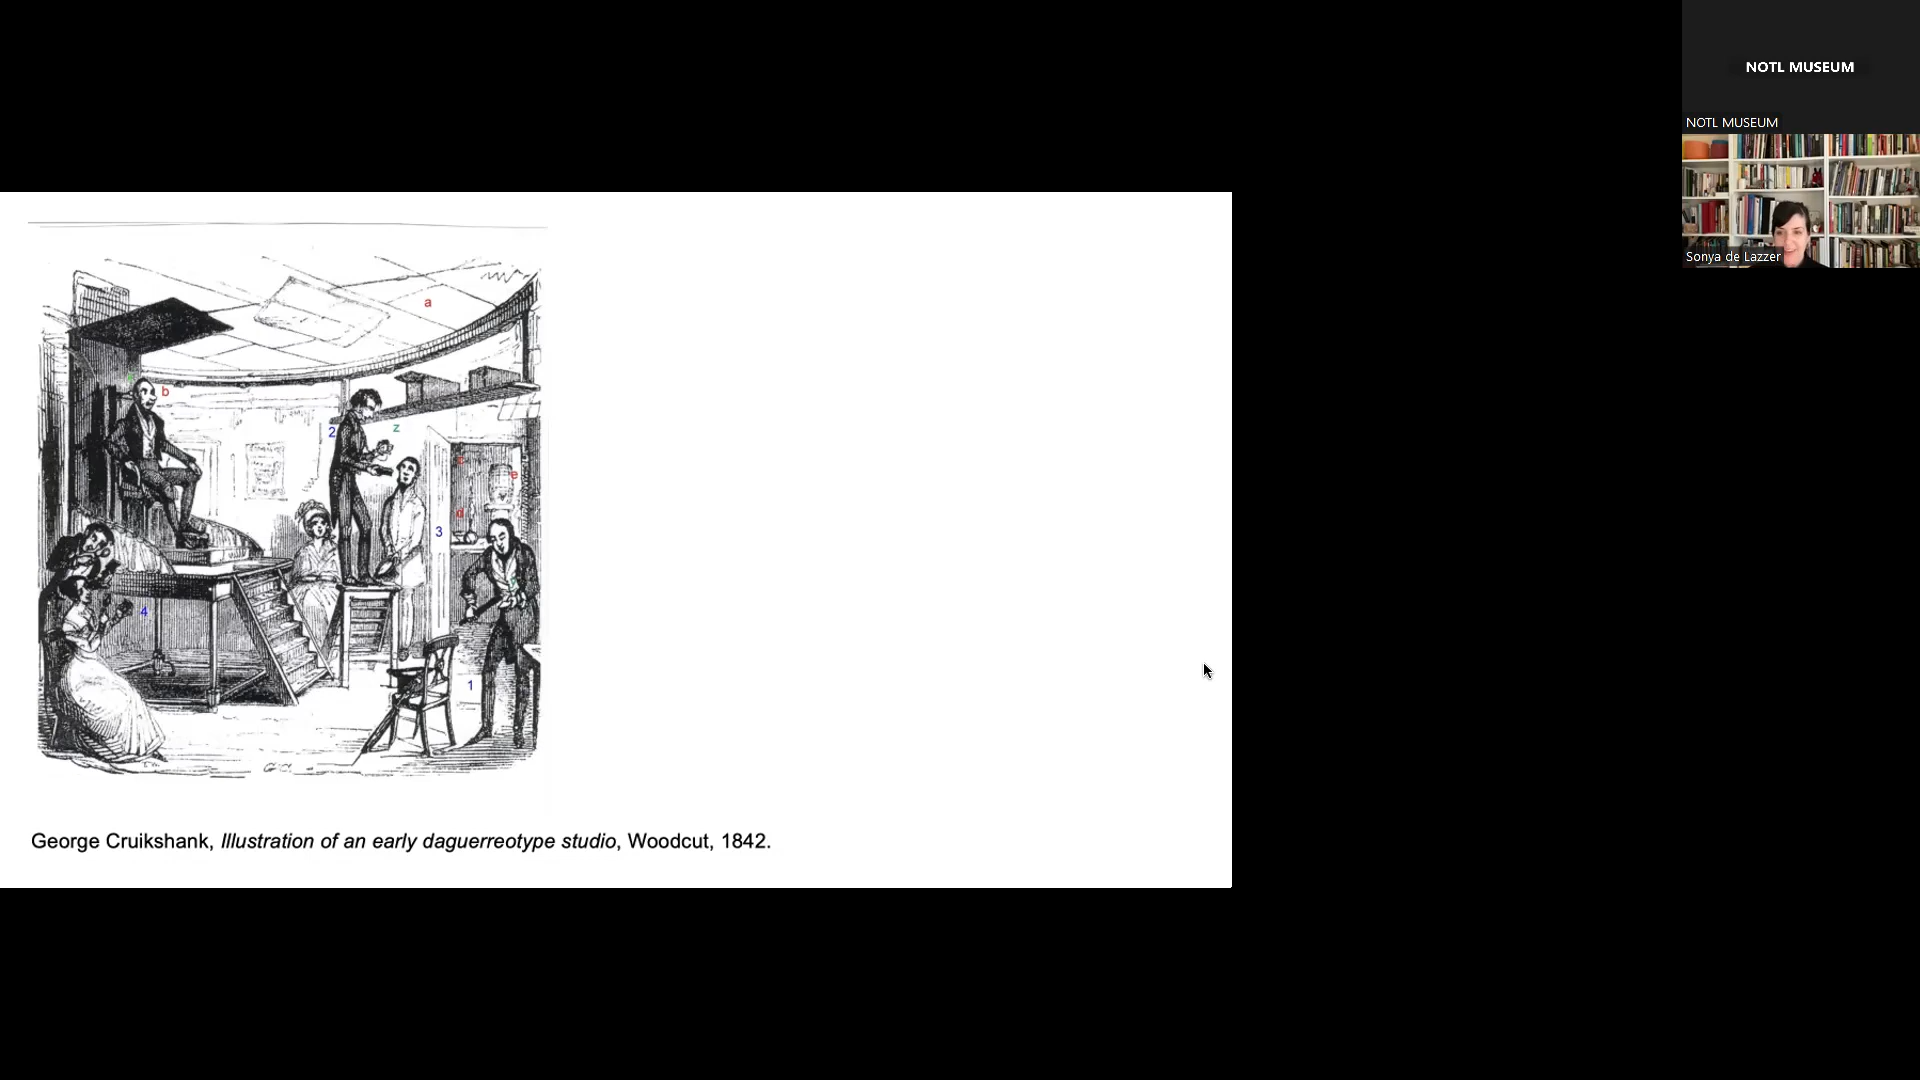 NOTL MUSEUM
NOTL MUSEUM
Sonya de Lazzer
a
b
2
z
e
d
3
4
1
George Cruikshank, Illustration of an early daguerreotype studio, Woodcut, 1842.